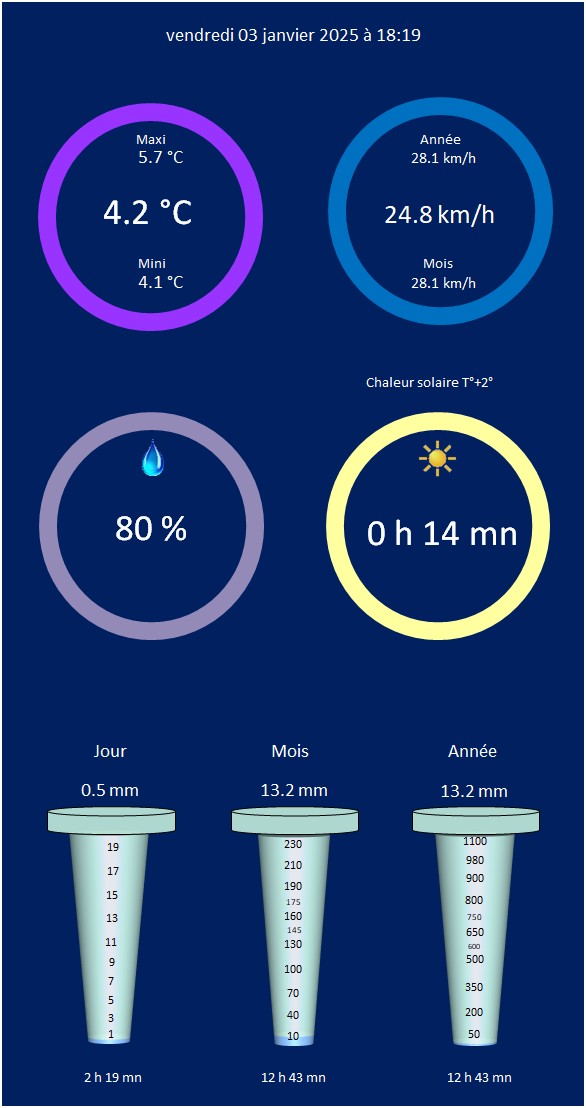 vendredi 03 janvier 2025 à 18:19
Maxi
5.7 °C
4.2 °C
Mini
4.1 °C
Année
28.1 km/h
24.8 km/h
Mois
28.1 km/h
Chaleur solaire T°+2°
80 %
0 h 14 mn
Jour
0.5 mm
19
17
15
13
11
9
7
5
3
1
2 h 19 mn
Mois
13.2 mm
230
210
190
175
160
145
130
100
70
40
10
12 h 43 mn
Année
13.2 mm
1100
980
900
800
750
650
600
500
350
200
50
12 h 43 mn